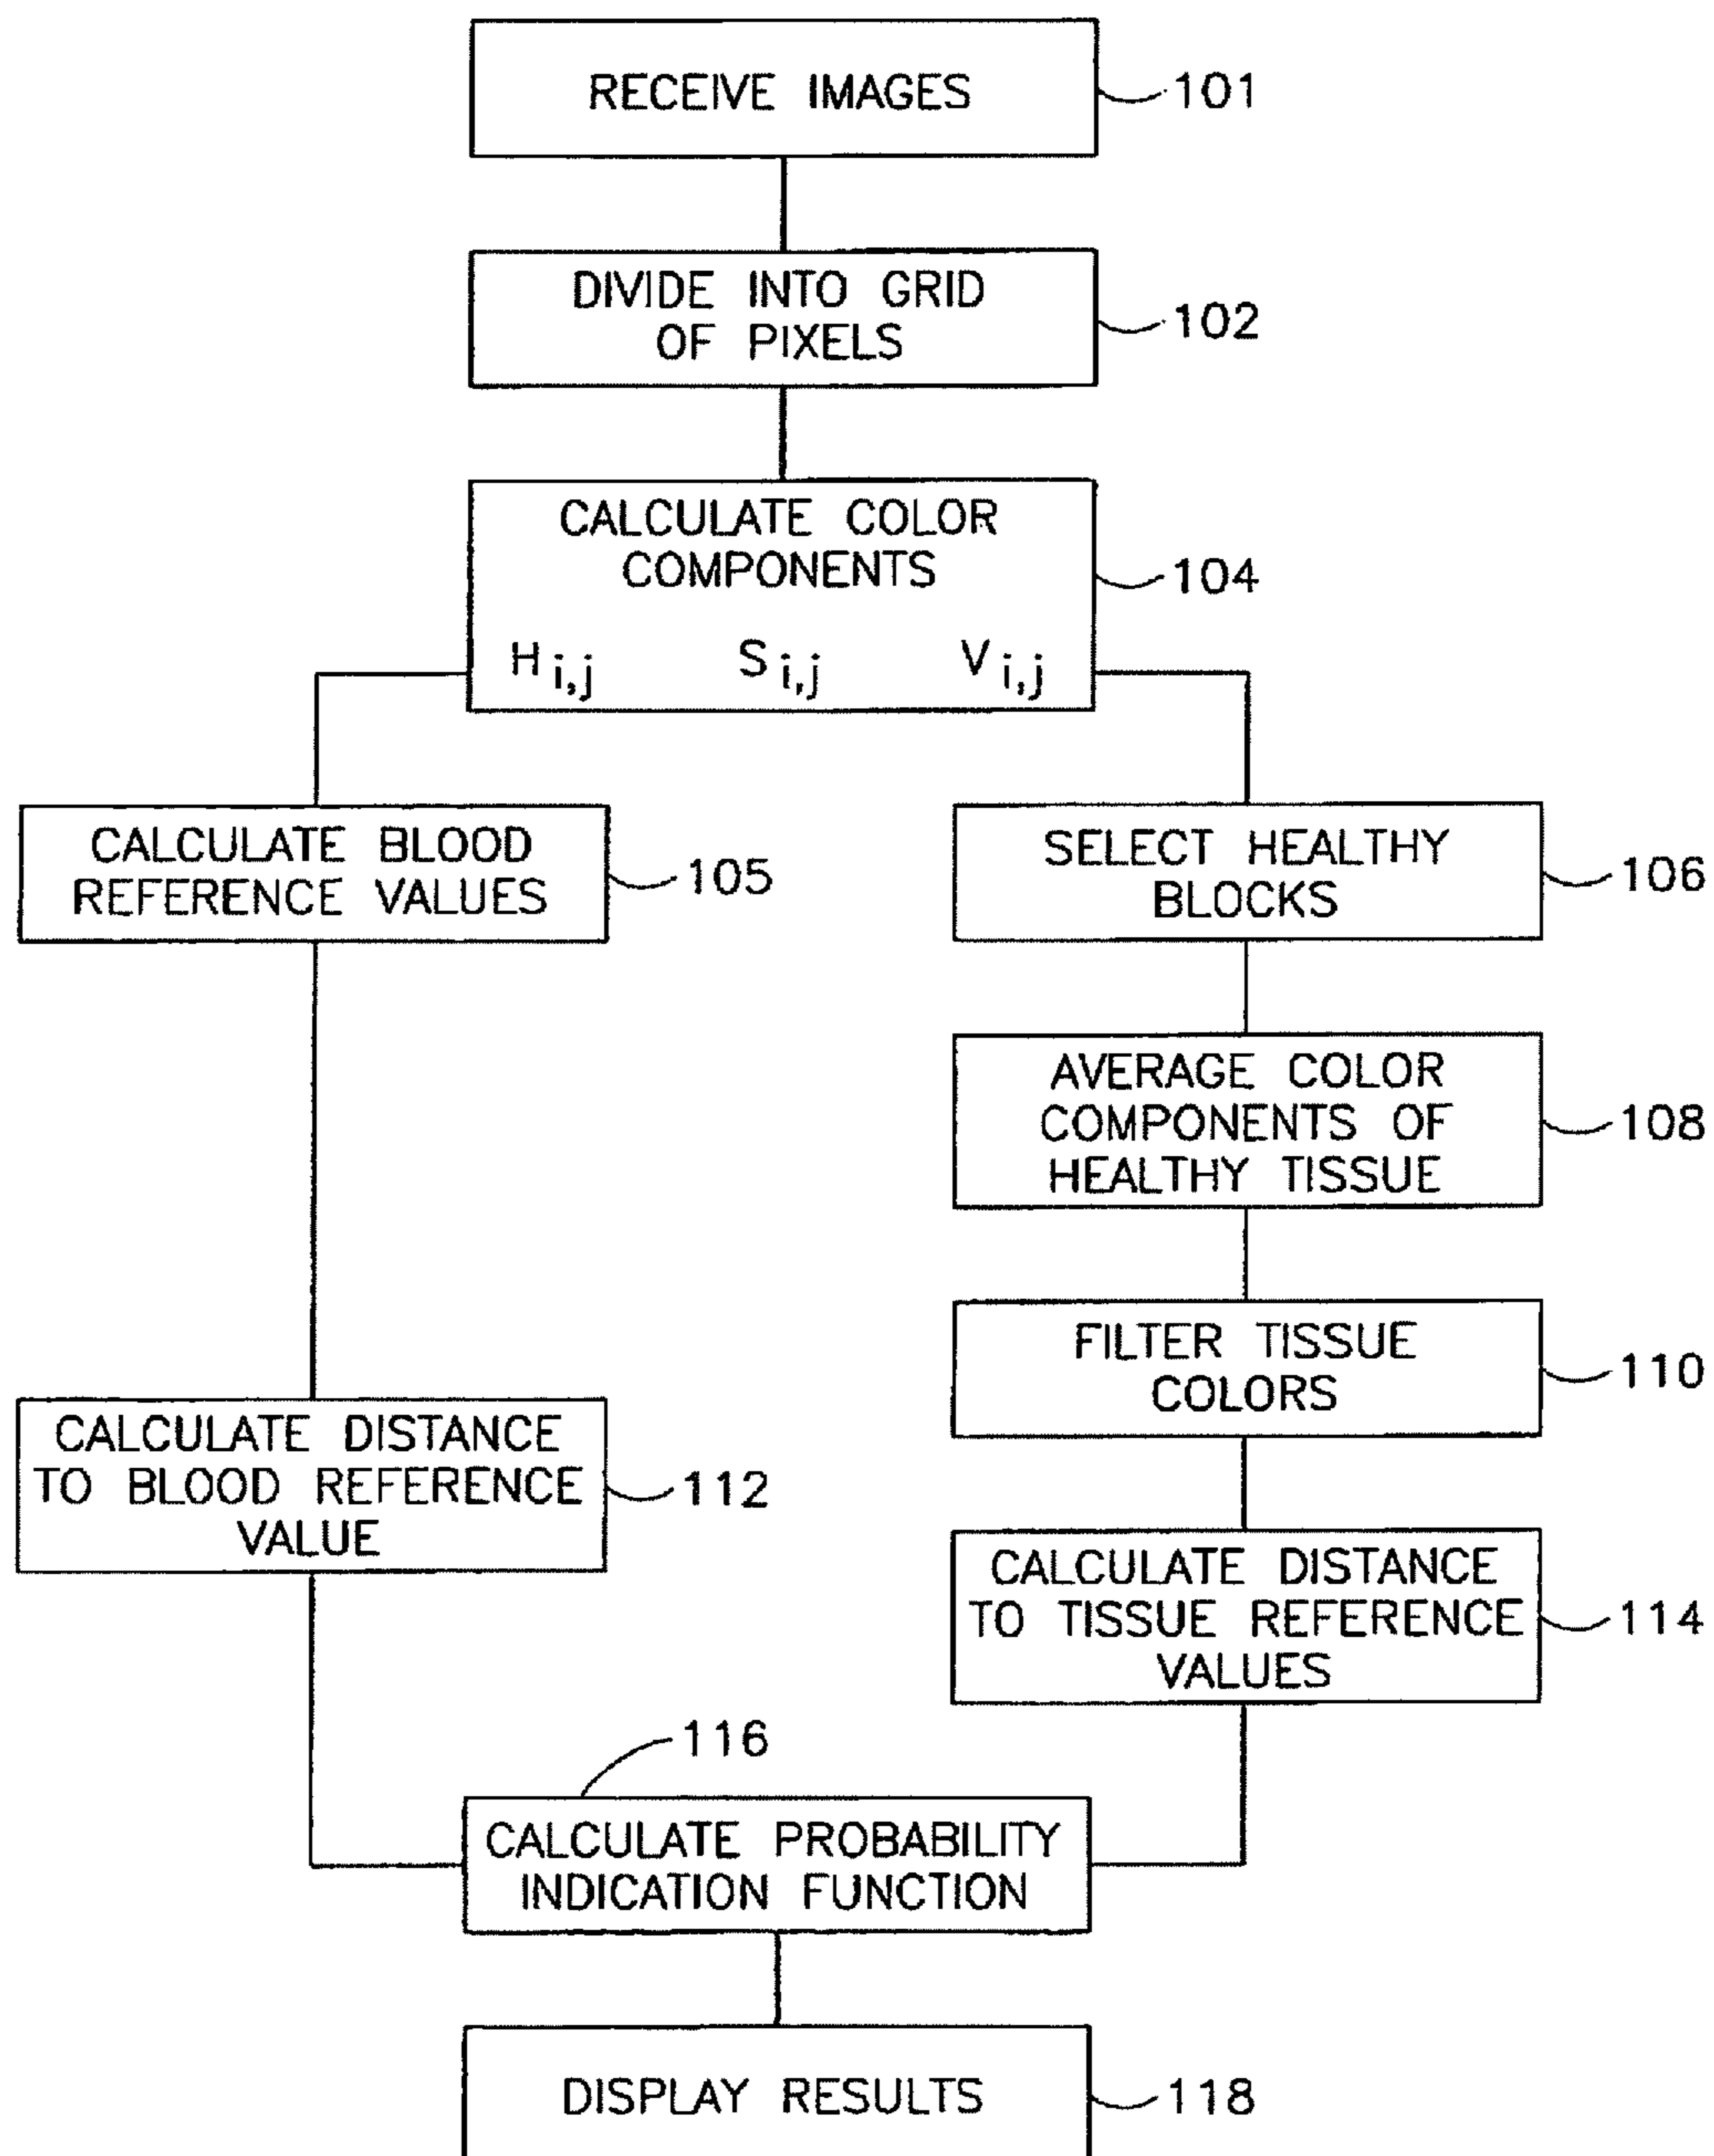 RECEIVE IMAGES
101
DIVIDE INTO GRID
OF PIXELS
102
CALCULATE COLOR
COMPONENTS
104
H i,j S i,j V i,j
CALCULATE BLOOD
REFERENCE VALUES
105
SELECT HEALTHY
BLOCKS
106
AVERAGE COLOR
COMPONENTS OF
HEALTHY TISSUE
108
FILTER TISSUE
COLORS
110
CALCULATE DISTANCE
TO BLOOD REFERENCE
VALUE
112
CALCULATE DISTANCE
TO TISSUE REFERENCE
VALUES
114
116
CALCULATE PROBABILITY
INDICATION FUNCTION
DISPLAY RESULTS
118